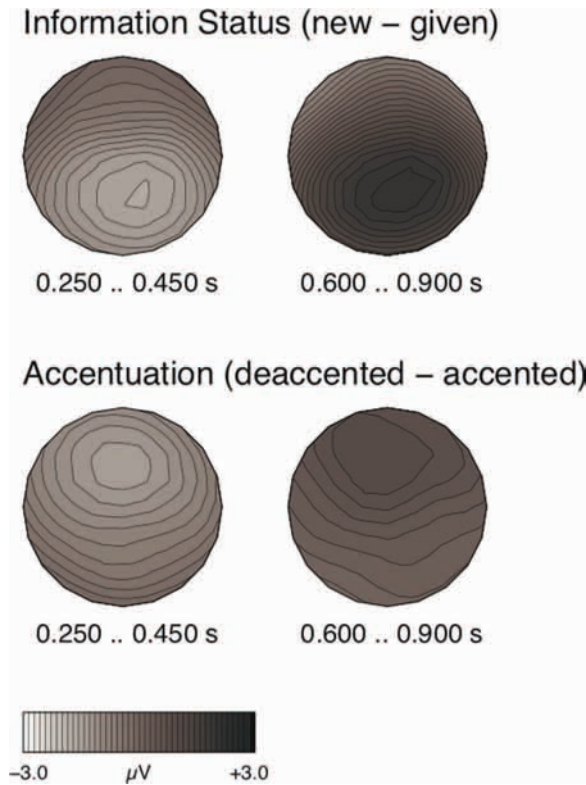 Information Status (new – given)
0.250 .. 0.450 s 0.600 .. 0.900 s
Accentuation (deaccented – accented)
0.250 .. 0.450 s 0.600 .. 0.900 s
–3.0 µV +3.0